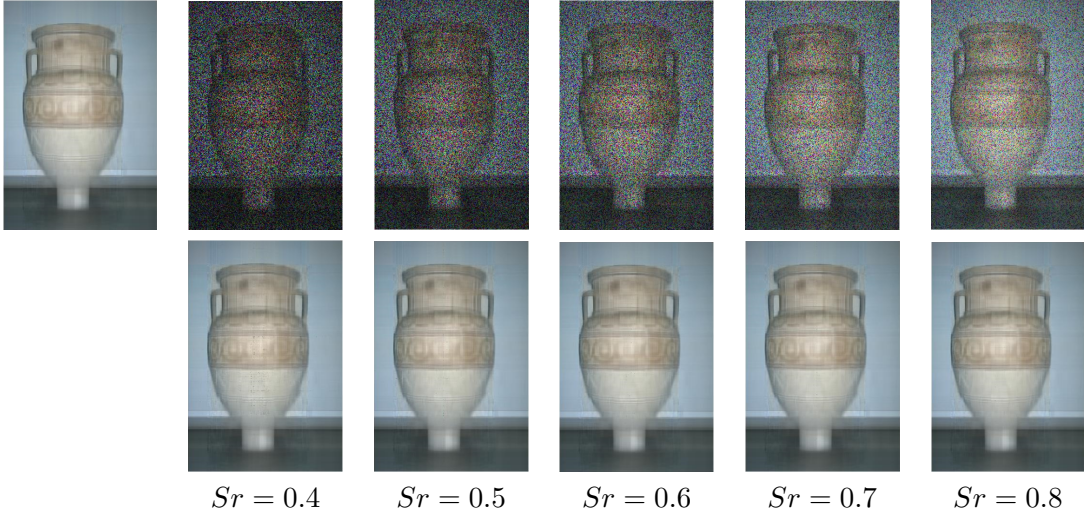 Sr = 0.4 Sr = 0.5 Sr = 0.6 Sr = 0.7 Sr = 0.8